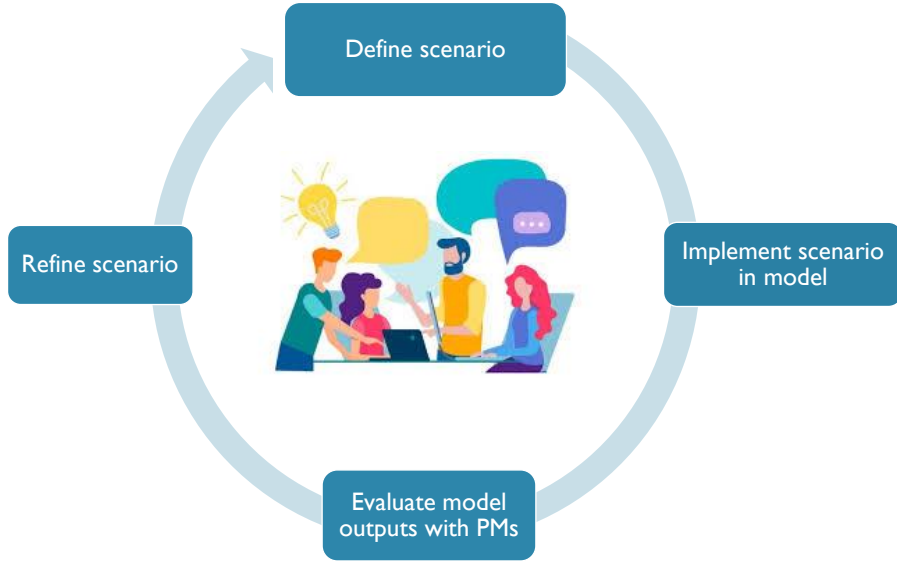 Define scenario
Implement scenario
in model
Evaluate model
outputs with PMs
Refine scenario